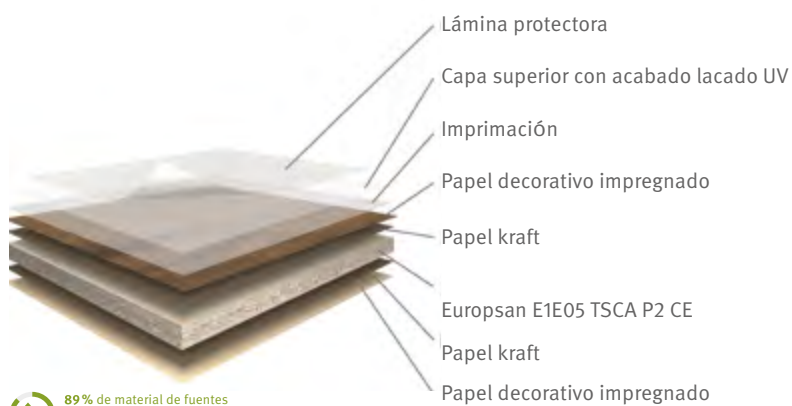 Lámina protectora
Capa superior con acabado lacado UV
Imprimación
Papel decorativo impregnado
Papel kraft
Europsan E1E05 TSCA P2 CE
Papel kraft
Papel decorativo impregnado
89 % de material de fuentes